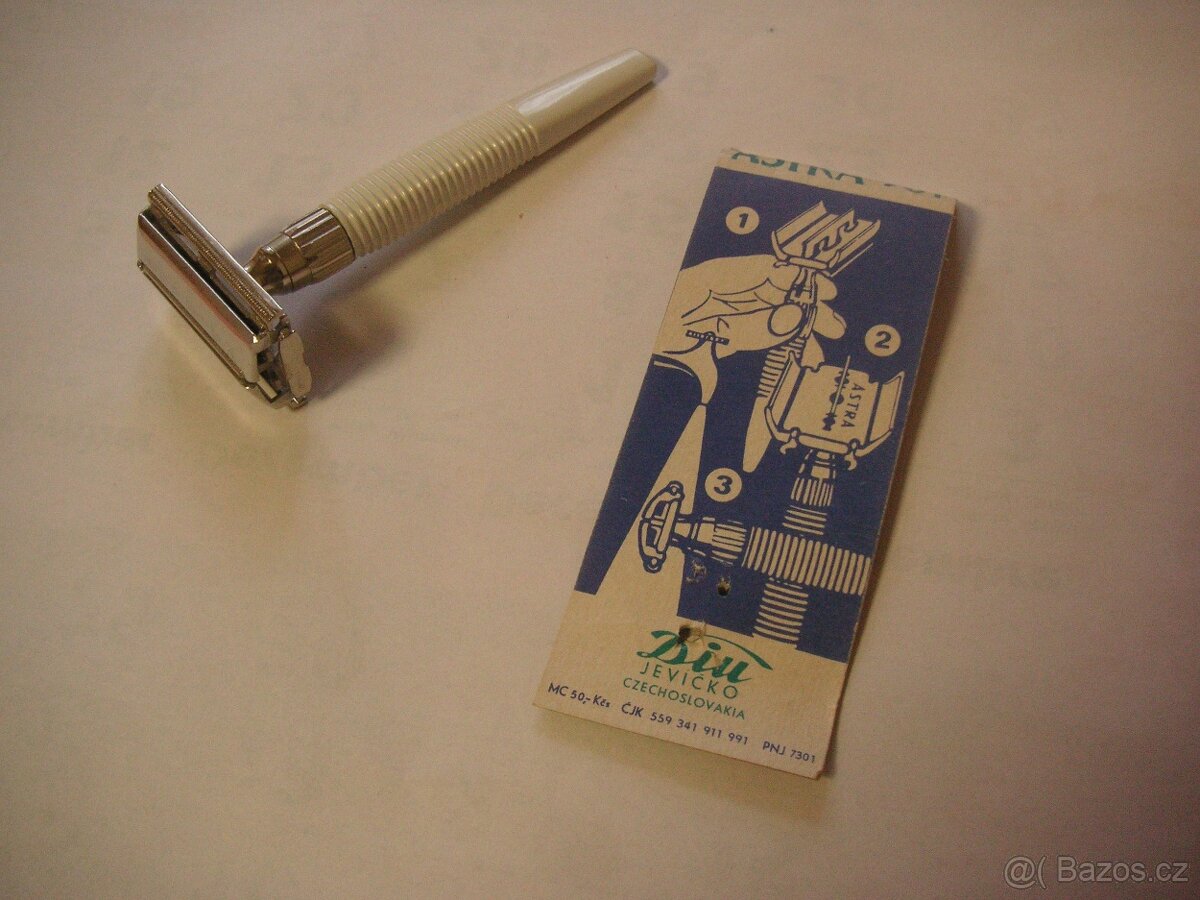 ASTRA
1
2
ASTRA
3
Diu
JEVÍČKO
CZECHOSLOVAKIA
MC 50,- Kčs ČJK 559 341 911 991 PNJ 7301
@( Bazos.cz